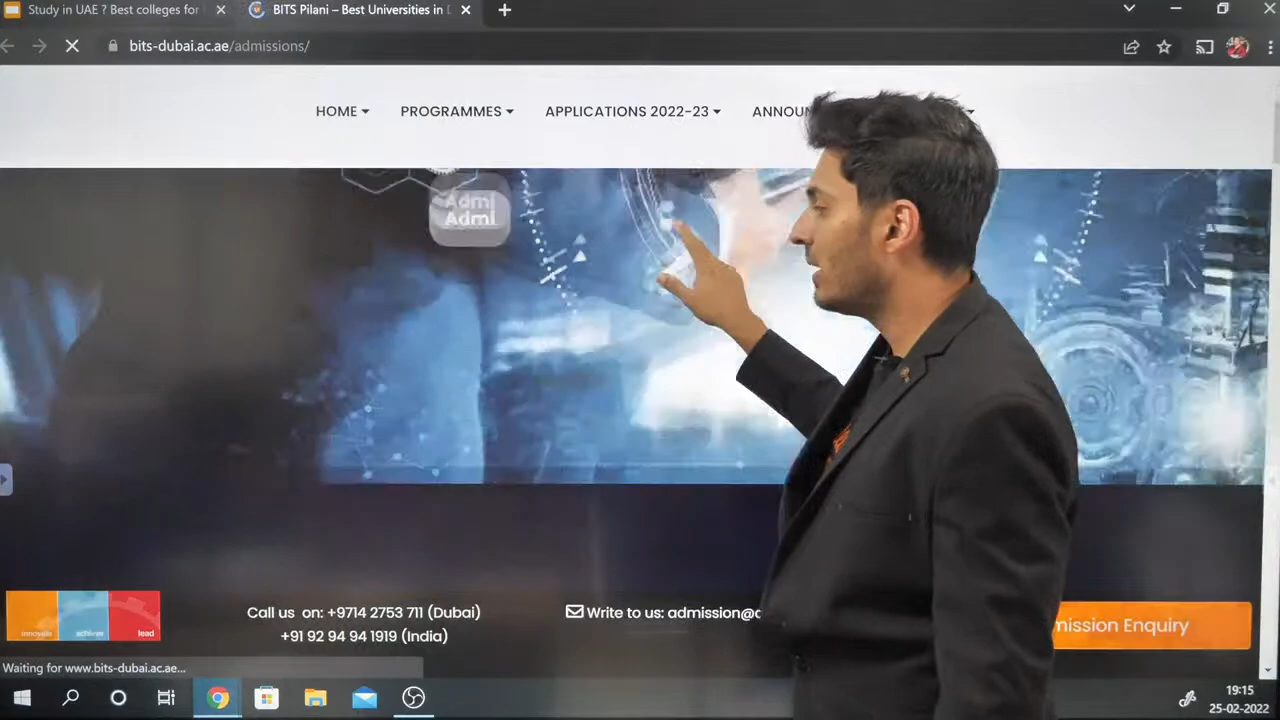 Study in UAE ? Best colleges for
BITS Pilani – Best Universities in D
bits-dubai.ac.ae/admissions/
HOME
PROGRAMMES
APPLICATIONS 2022-23
ANNOUN
Admi
Admi
innovate achieve lead
Call us on: +9714 2753 711 (Dubai)
+91 92 94 94 1919 (India)
Write to us: admission@
mission Enquiry
Waiting for www.bits-dubai.ac.ae...
19:15
25-02-2022